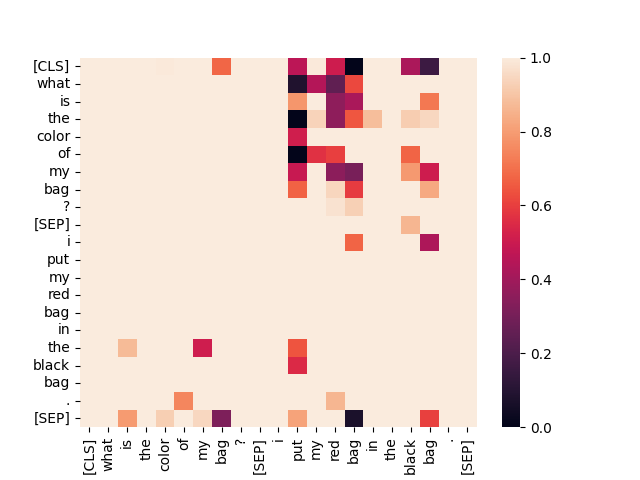 [CLS]
what
is
the
color
of
my
bag
?
[SEP]
i
put
my
red
bag
in
the
black
bag
.
[SEP]
[CLS]
what
is
the
color
of
my
bag
?
[SEP]
i
put
my
red
bag
in
the
black
bag
.
[SEP]
1.0
0.8
0.6
0.4
0.2
0.0